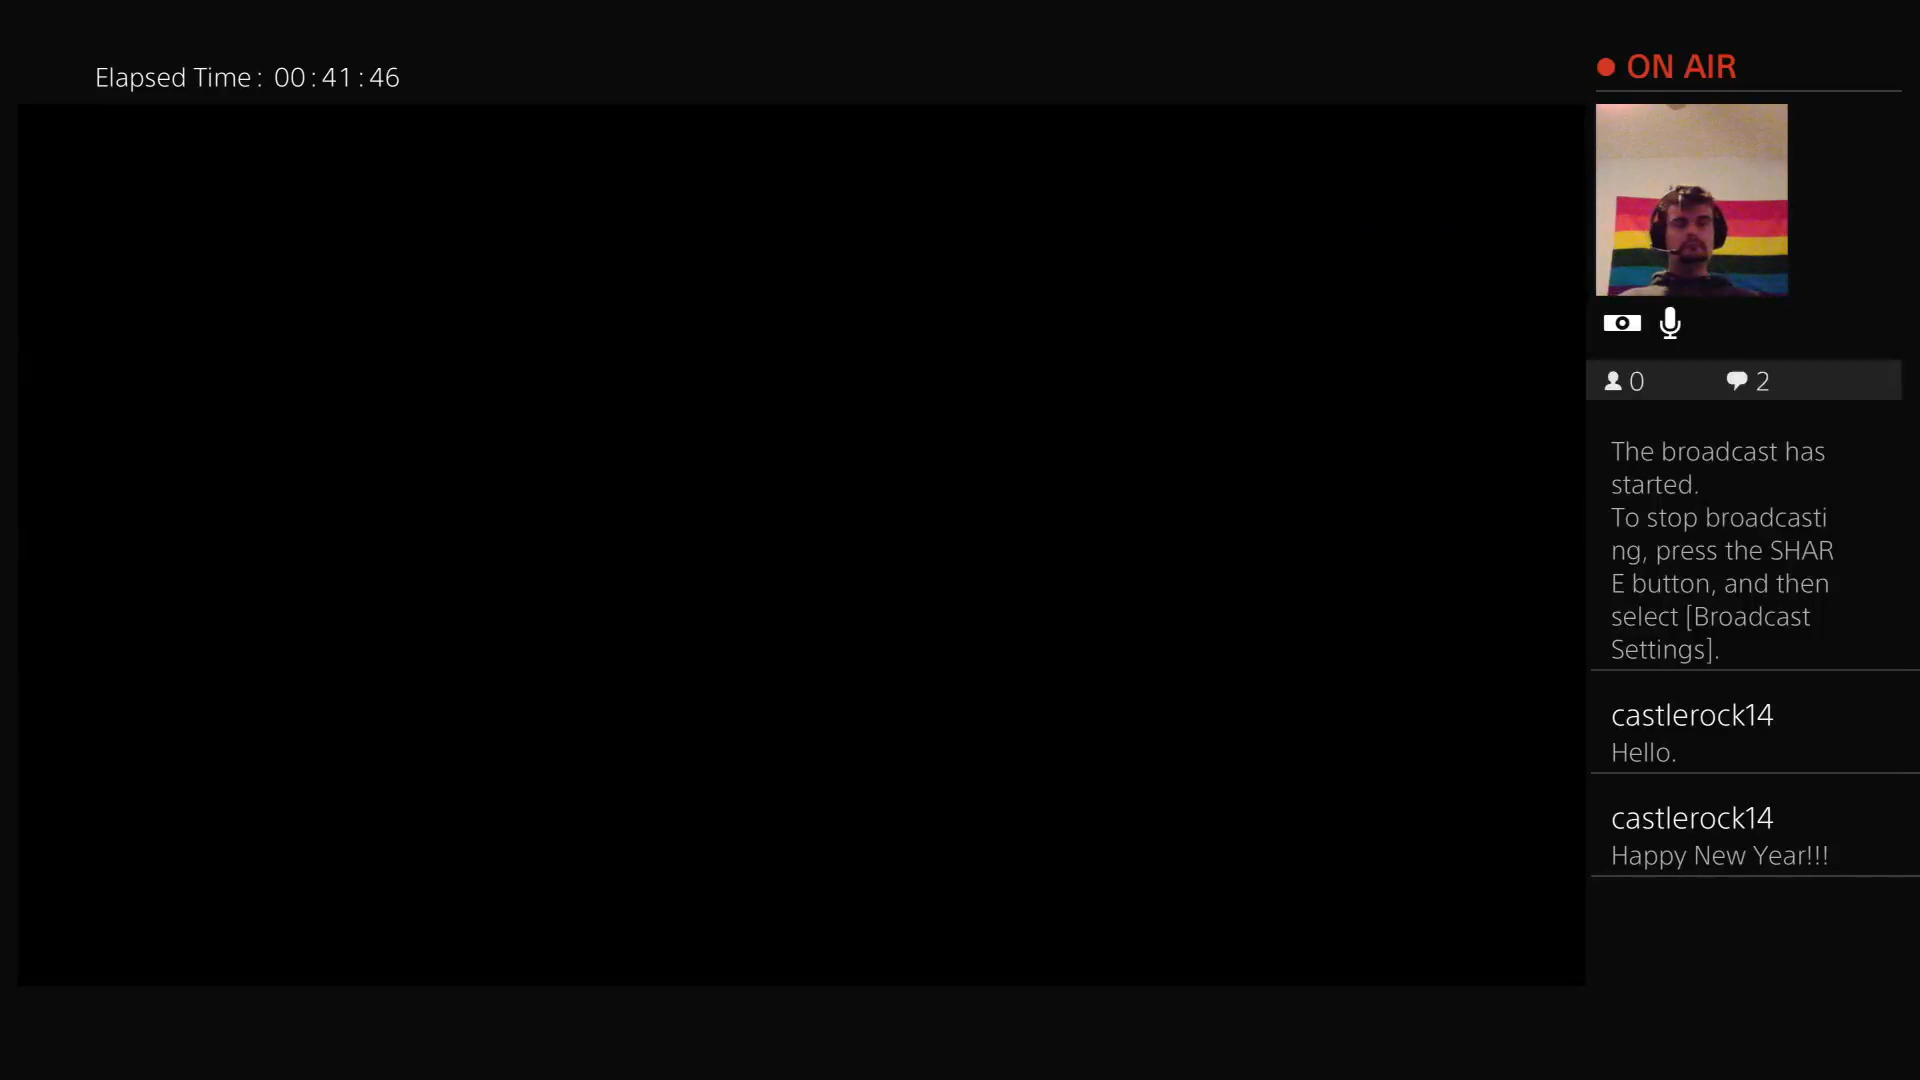 Elapsed Time: 00:41:46
ON AIR
0
2
The broadcast has
started.
To stop broadcasti
ng, press the SHAR
E button, and then
select [Broadcast
Settings].
castlerock14
Hello.
castlerock14
Happy New Year!!!